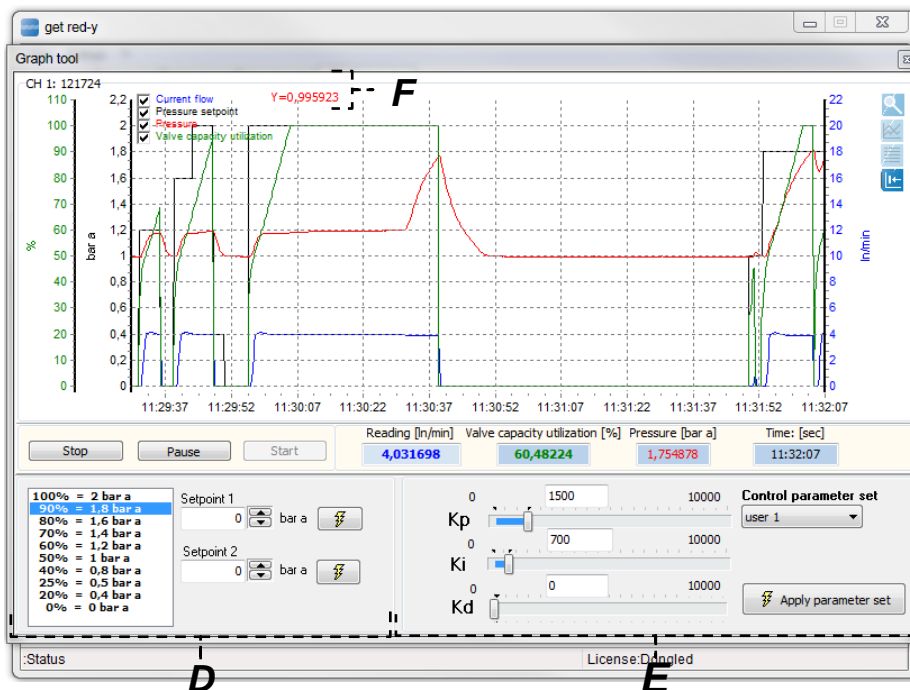 get red-y
Graph tool
CH 1: 121724
F
Y=0,995923
Current flow
Pressure setpoint
Pressure
Valve capacity utilization
110
100
90
80
70
60
50
40
30
20
10
0
%
2,2
2
1,8
1,6
1,4
1,2
1
0,8
0,6
0,4
0,2
0
bar a
22
20
18
16
14
12
10
8
6
4
2
0
ln/min
11:29:37 11:29:52 11:30:07 11:30:22 11:30:37 11:30:52 11:31:07 11:31:22 11:31:37 11:31:52 11:32:07
Stop Pause Start
Reading [ln/min] Valve capacity utilization [%] Pressure [bar a] Time: [sec]
4,031698 60,48224 1,754878 11:32:07
100% = 2 bar a
90% = 1,8 bar a
80% = 1,6 bar a
70% = 1,4 bar a
60% = 1,2 bar a
50% = 1 bar a
40% = 0,8 bar a
25% = 0,5 bar a
20% = 0,4 bar a
0% = 0 bar a
Setpoint 1
0 bar a
Setpoint 2
0 bar a
0 1500 10000
Kp
0 700 10000
Ki
0 0 10000
Kd
Control parameter set
user 1
Apply parameter set
:Status
License:Dongled
D
E